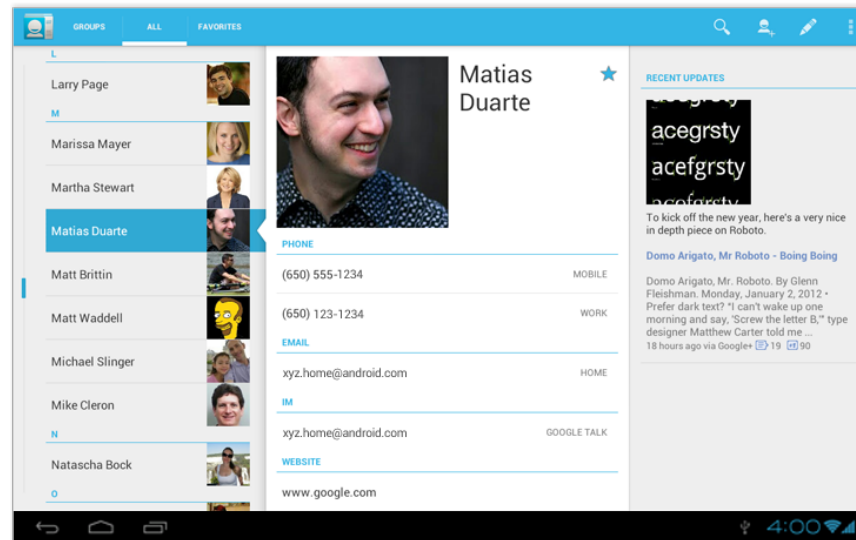 GROUPS
ALL
FAVORITES
L
Larry Page
M
Marissa Mayer
Martha Stewart
Matias Duarte
Matt Brittin
Matt Waddell
Michael Slinger
Mike Cleron
N
Natascha Bock
O
Matias
Duarte
PHONE
(650) 555-1234
MOBILE
(650) 123-1234
WORK
EMAIL
xyz.home@android.com
HOME
IM
xyz.home@android.com
GOOGLE TALK
WEBSITE
www.google.com
RECENT UPDATES
acegrsty
acegrsty
acefgrsty
acefgrsty
To kick off the new year, here's a very nice
in depth piece on Roboto.
Domo Arigato, Mr Roboto - Boing Boing
Domo Arigato, Mr. Roboto. By Glenn
Fleishman. Monday, January 2, 2012 •
Prefer dark text? "I can't wake up one
morning and say, 'Screw the letter B,'" type
designer Matthew Carter told me ...
18 hours ago via Google+ 19 +1 90
4:00